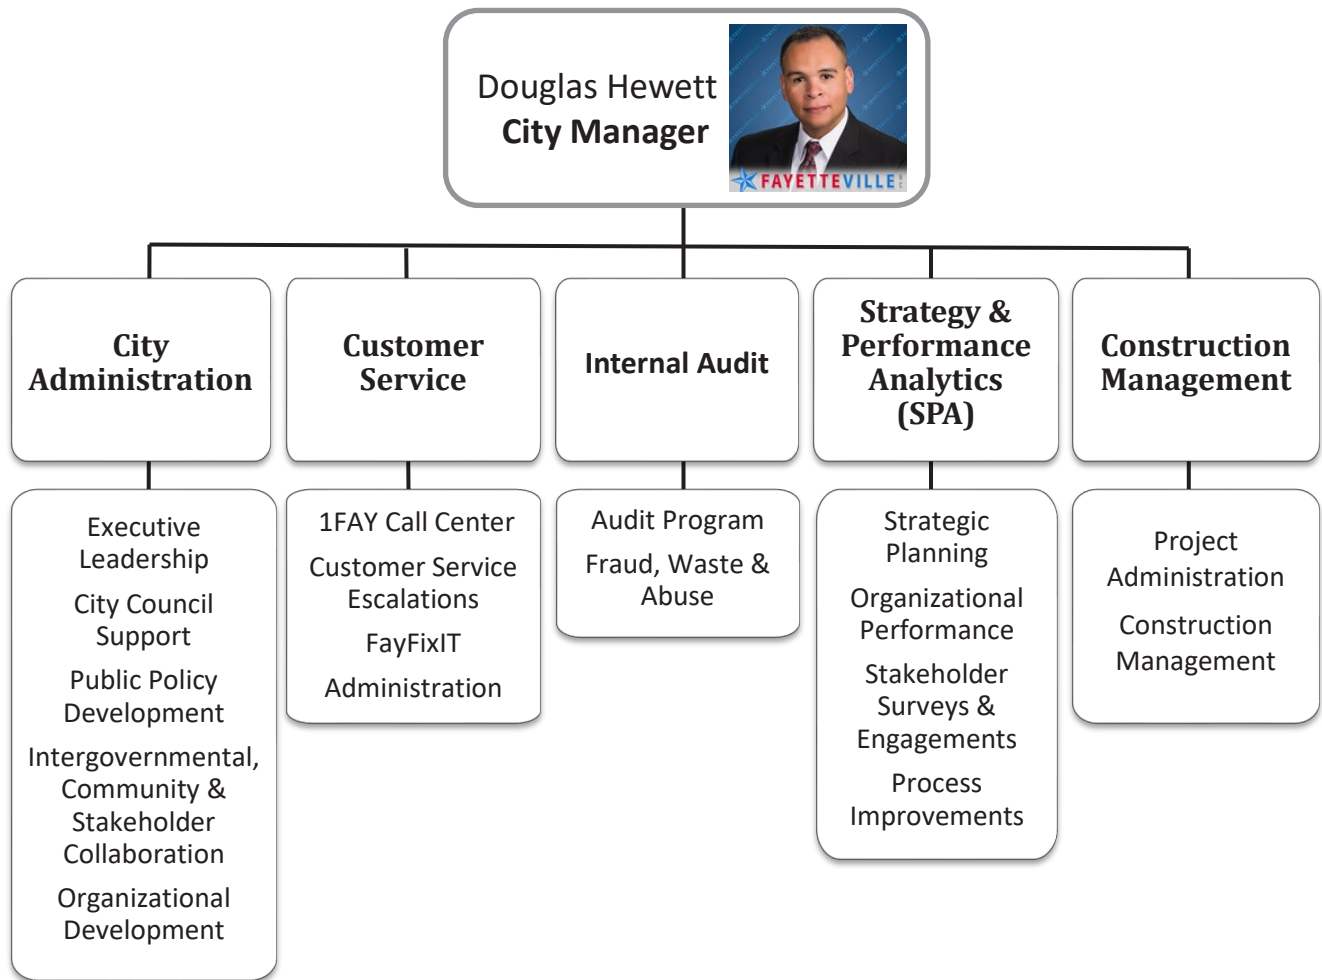 Douglas Hewett
City Manager
FAYETTEVILLE
City
Administration
Customer
Service
Internal Audit
Strategy &
Performance
Analytics
(SPA)
Construction
Management
Executive
Leadership
City Council
Support
Public Policy
Development
Intergovernmental,
Community &
Stakeholder
Collaboration
Organizational
Development
1FAY Call Center
Customer Service
Escalations
FayFixIT
Administration
Audit Program
Fraud, Waste &
Abuse
Strategic
Planning
Organizational
Performance
Stakeholder
Surveys &
Engagements
Process
Improvements
Project
Administration
Construction
Management